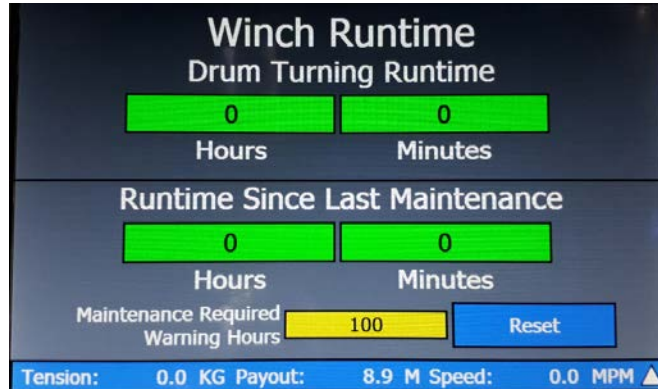 Winch Runtime
Drum Turning Runtime
0 0
Hours Minutes
Runtime Since Last Maintenance
0 0
Hours Minutes
Maintenance Required
Warning Hours 100 Reset
Tension: 0.0 KG Payout: 8.9 M Speed: 0.0 MPM